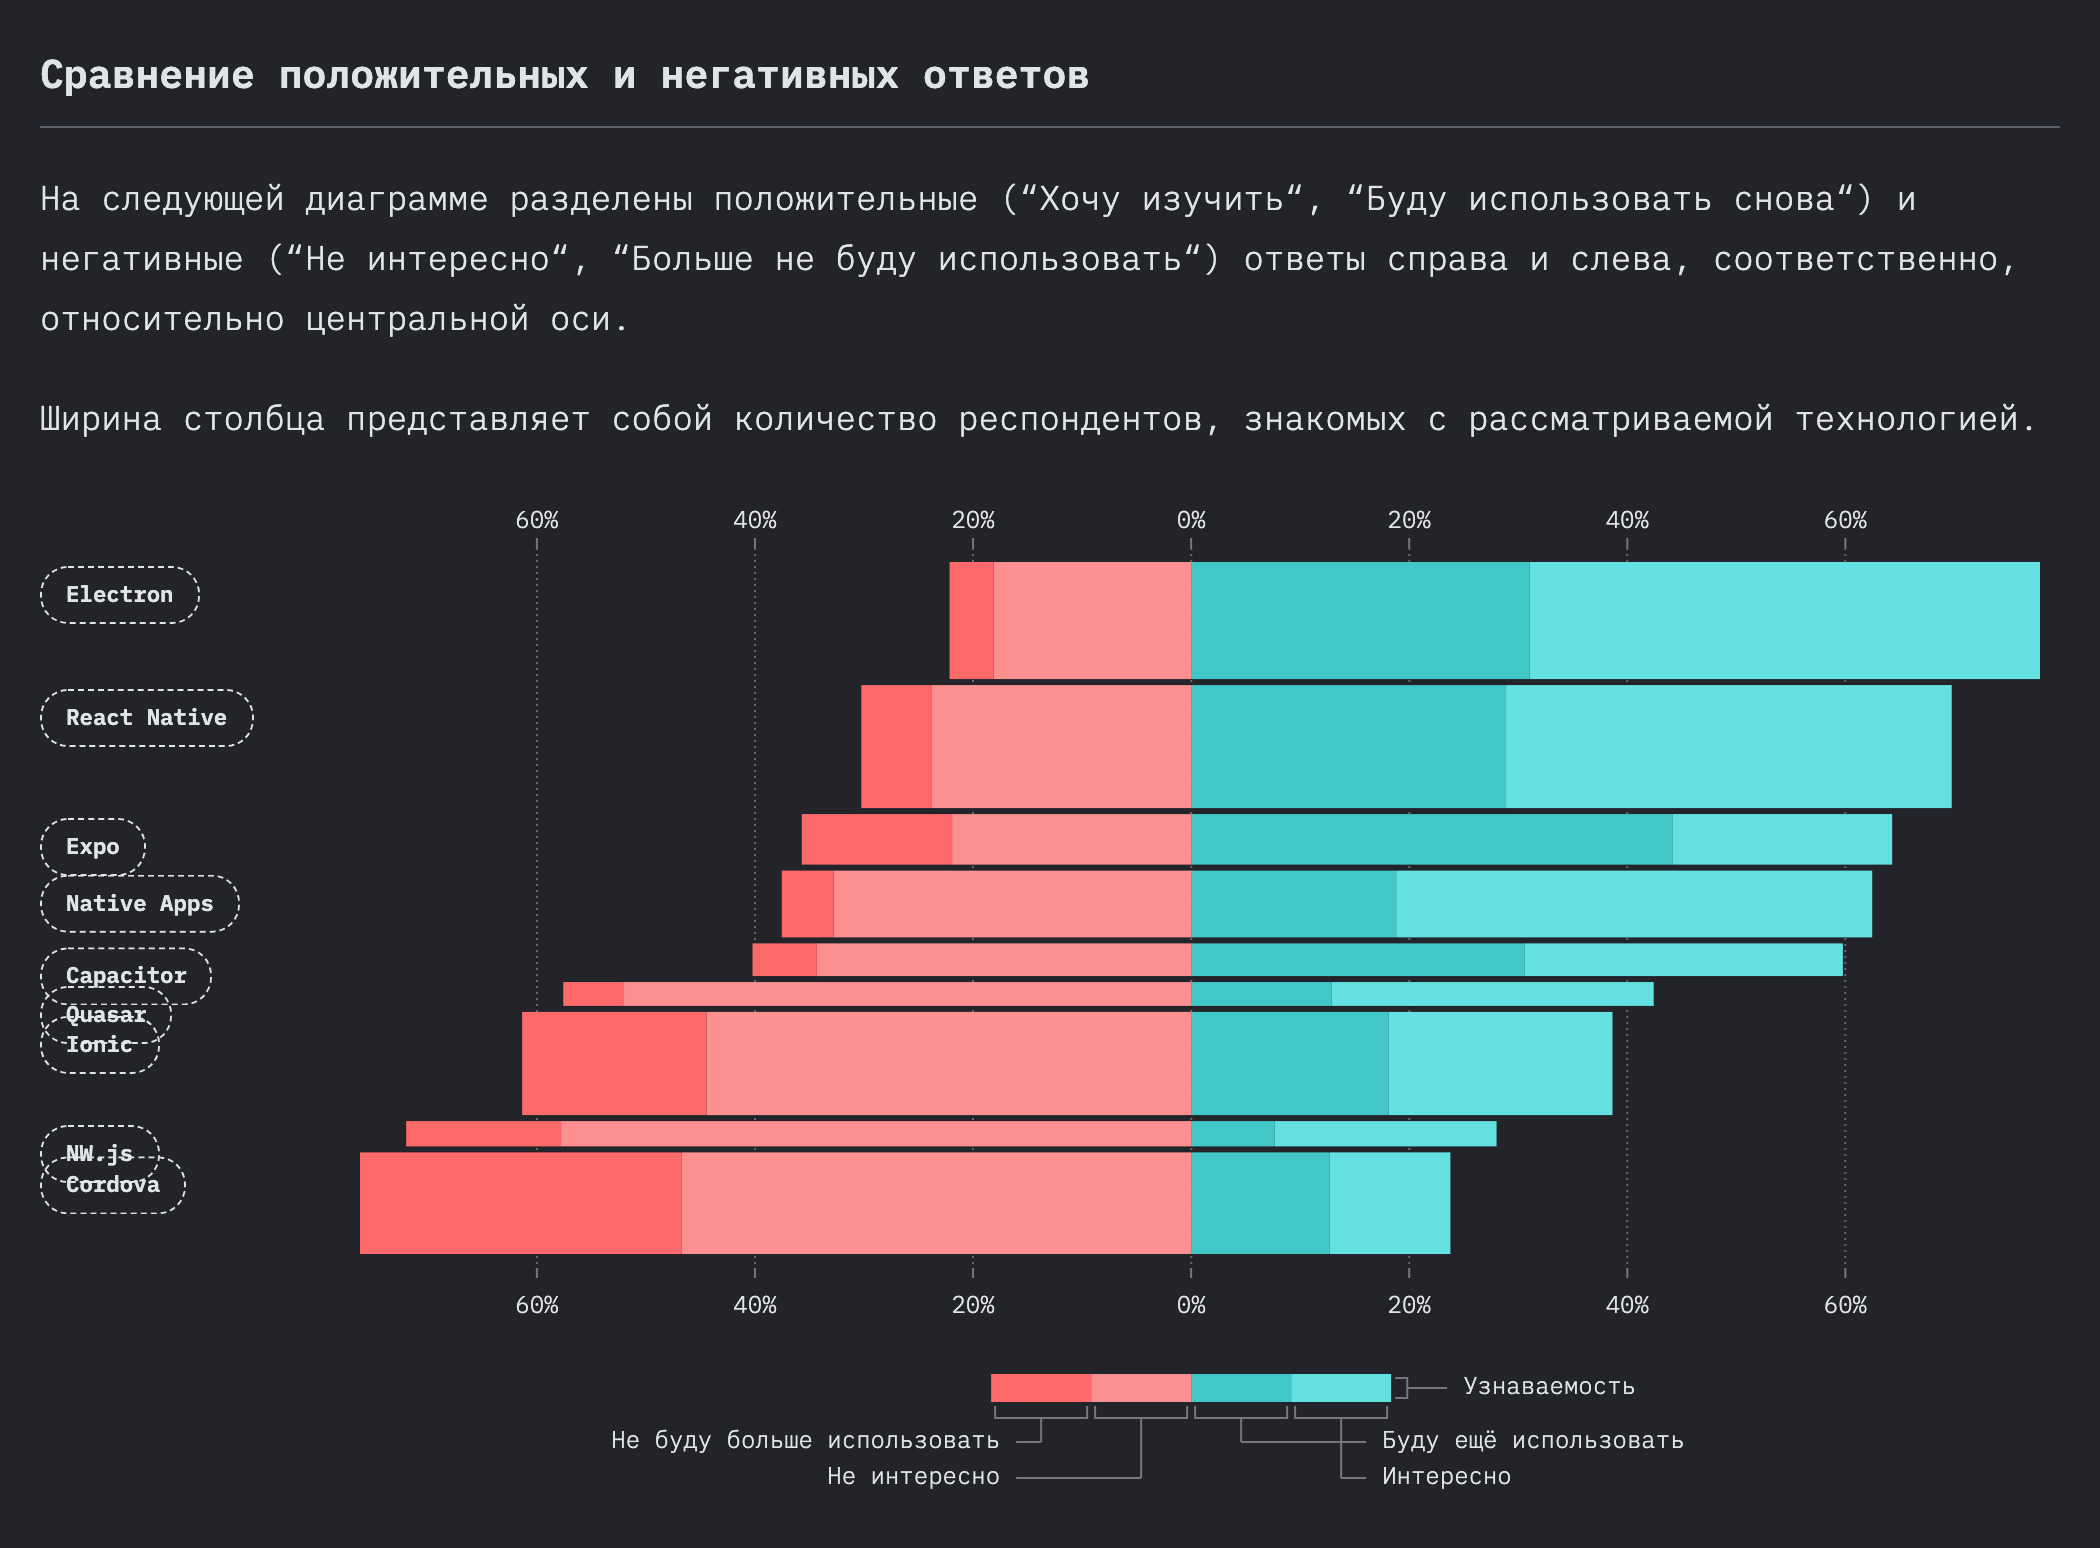 Сравнение положительных и негативных ответов
На следующей диаграмме разделены положительные (“Хочу изучить“, “Буду использовать снова“) и
негативные (“Не интересно“, “Больше не буду использовать“) ответы справа и слева, соответственно,
относительно центральной оси.
Ширина столбца представляет собой количество респондентов, знакомых с рассматриваемой технологией.
60% 40% 20% 0% 20% 40% 60%
Electron
React Native
Expo
Native Apps
Capacitor
Quasar
Ionic
NW.js
Cordova
60% 40% 20% 0% 20% 40% 60%
Узнаваемость
Не буду больше использовать Буду ещё использовать
Не интересно Интересно